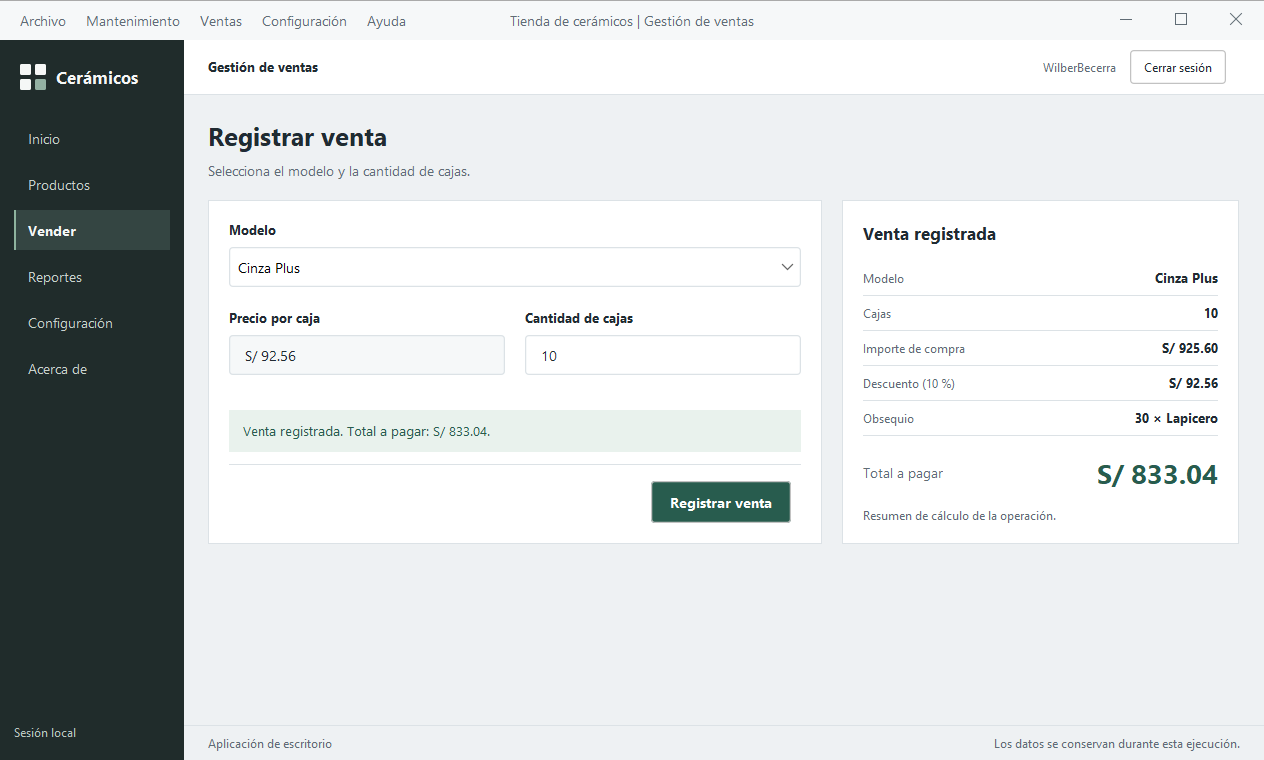 Archivo Mantenimiento Ventas Configuración Ayuda Tienda de cerámicos | Gestión de ventas
Cerámicos
Inicio
Productos
Vender
Reportes
Configuración
Acerca de
Sesión local
Gestión de ventas WilberBecerra Cerrar sesión
Registrar venta
Selecciona el modelo y la cantidad de cajas.
Modelo
Cinza Plus
Precio por caja Cantidad de cajas
S/ 92.56 10
Venta registrada. Total a pagar: S/ 833.04.
Registrar venta
Venta registrada
Modelo Cinza Plus
Cajas 10
Importe de compra S/ 925.60
Descuento (10 %) S/ 92.56
Obsequio 30 × Lapicero
Total a pagar S/ 833.04
Resumen de cálculo de la operación.
Aplicación de escritorio Los datos se conservan durante esta ejecución.